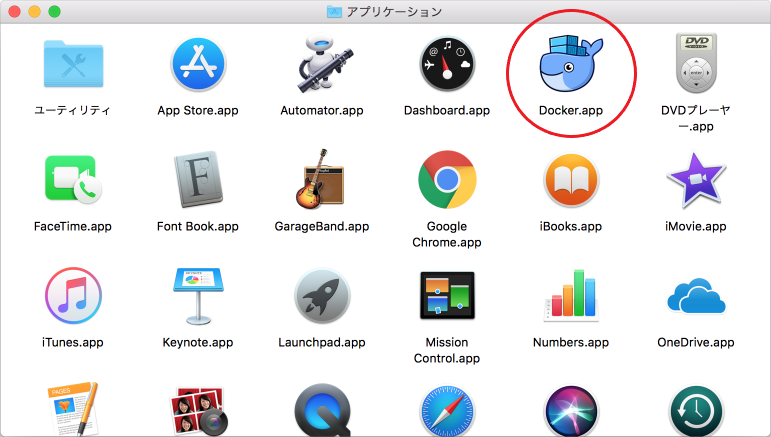 アプリケーション
ユーティリティ
App Store.app
Automator.app
Dashboard.app
Docker.app
DVDプレーヤ
ー.app
FaceTime.app
Font Book.app
GarageBand.app
Google
Chrome.app
iBooks.app
iMovie.app
iTunes.app
Keynote.app
Launchpad.app
Mission
Control.app
Numbers.app
OneDrive.app
DVD
PAGES